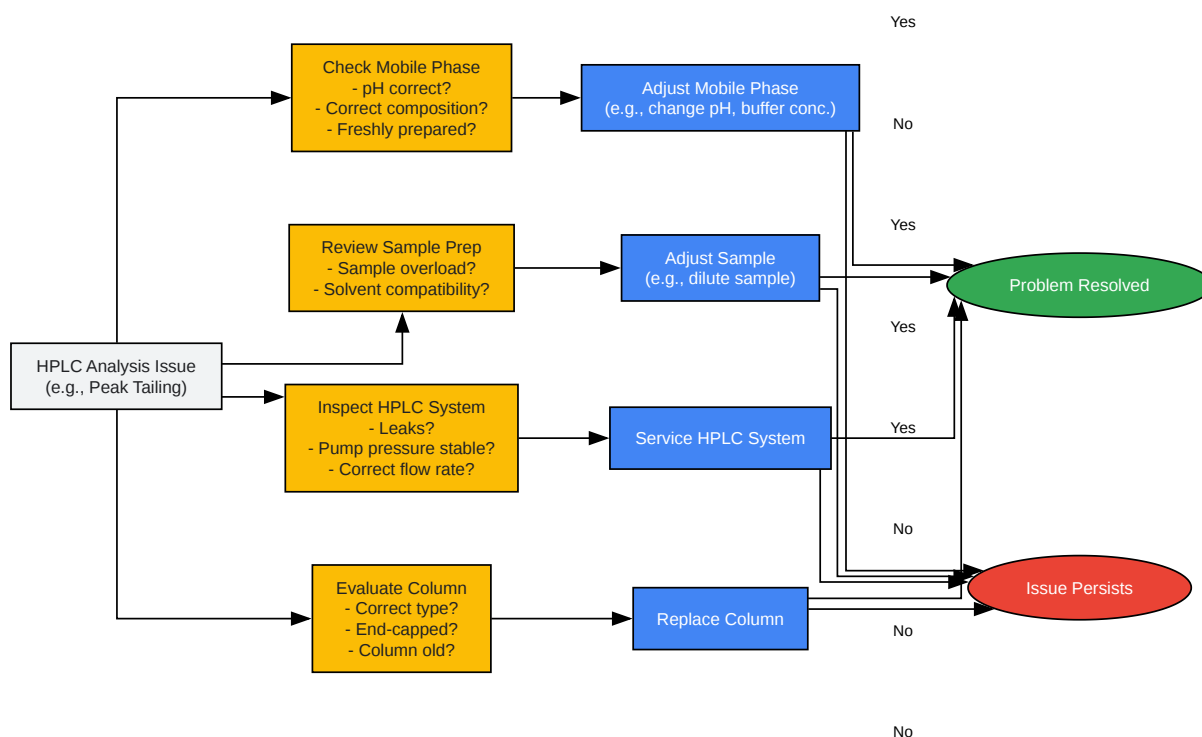 Yes
Check Mobile Phase
- pH correct?
- Correct composition?
- Freshly prepared?
Adjust Mobile Phase
(e.g., change pH, buffer conc.)
No
Review Sample Prep
- Sample overload?
- Solvent compatibility?
Adjust Sample
(e.g., dilute sample)
Yes
Problem Resolved
Yes
HPLC Analysis Issue
(e.g., Peak Tailing)
Inspect HPLC System
- Leaks?
- Pump pressure stable?
- Correct flow rate?
Service HPLC System
Yes
No
Evaluate Column
- Correct type?
- End-capped?
- Column old?
Replace Column
Issue Persists
No
No